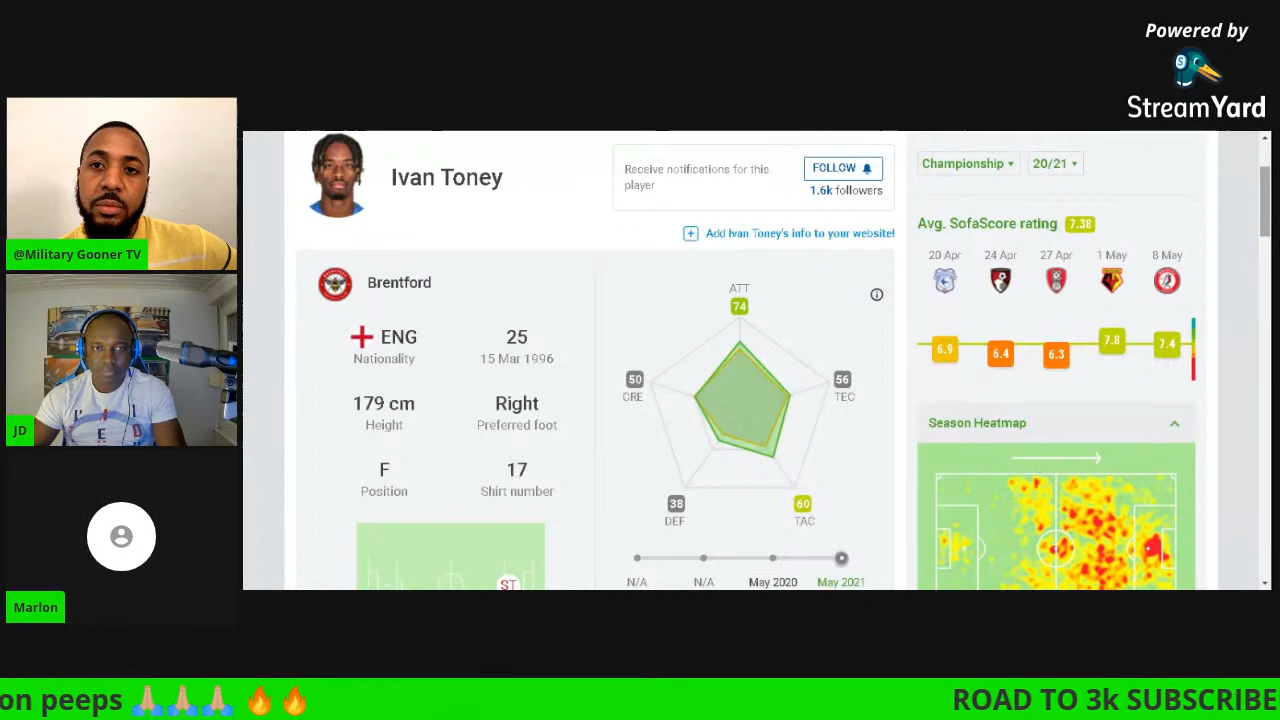 Powered by
StreamYard
@Military Gooner TV
JD
Marlon
Ivan Toney
Receive notifications for this
player
FOLLOW
1.6k followers
Add Ivan Toney's info to your website!
Brentford
ENG
Nationality
25
15 Mar 1996
179 cm
Height
Right
Preferred foot
F
Position
17
Shirt number
ST
ATT
74
50
CRE
56
TEC
38
DEF
60
TAC
N/A
N/A
May 2020
May 2021
Championship
20/21
Avg. SofaScore rating 7.38
20 Apr
24 Apr
27 Apr
1 May
8 May
6.9
6.4
6.3
7.8
7.4
Season Heatmap
on peeps 🙏🏼🙏🏼🙏🏼 🔥🔥
ROAD TO 3k SUBSCRIBE